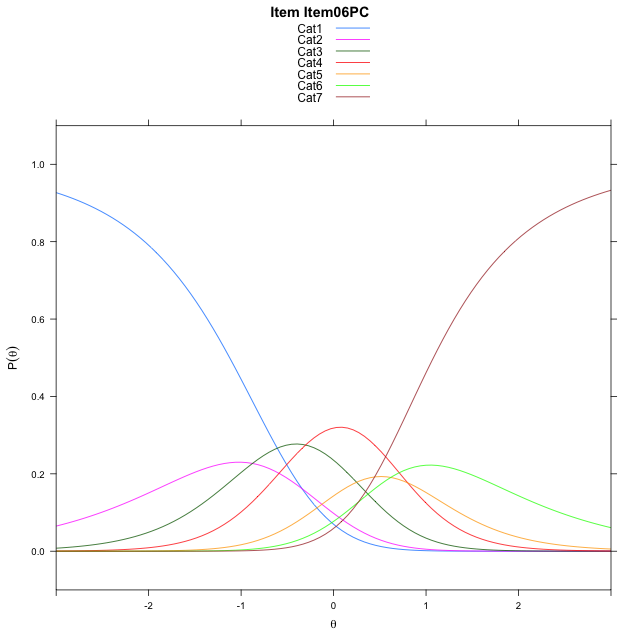 Item Item06PC
Cat1
Cat2
Cat3
Cat4
Cat5
Cat6
Cat7
1.0
0.8
0.6
0.4
0.2
0.0
P(θ)
-2 -1 0 1 2
θ